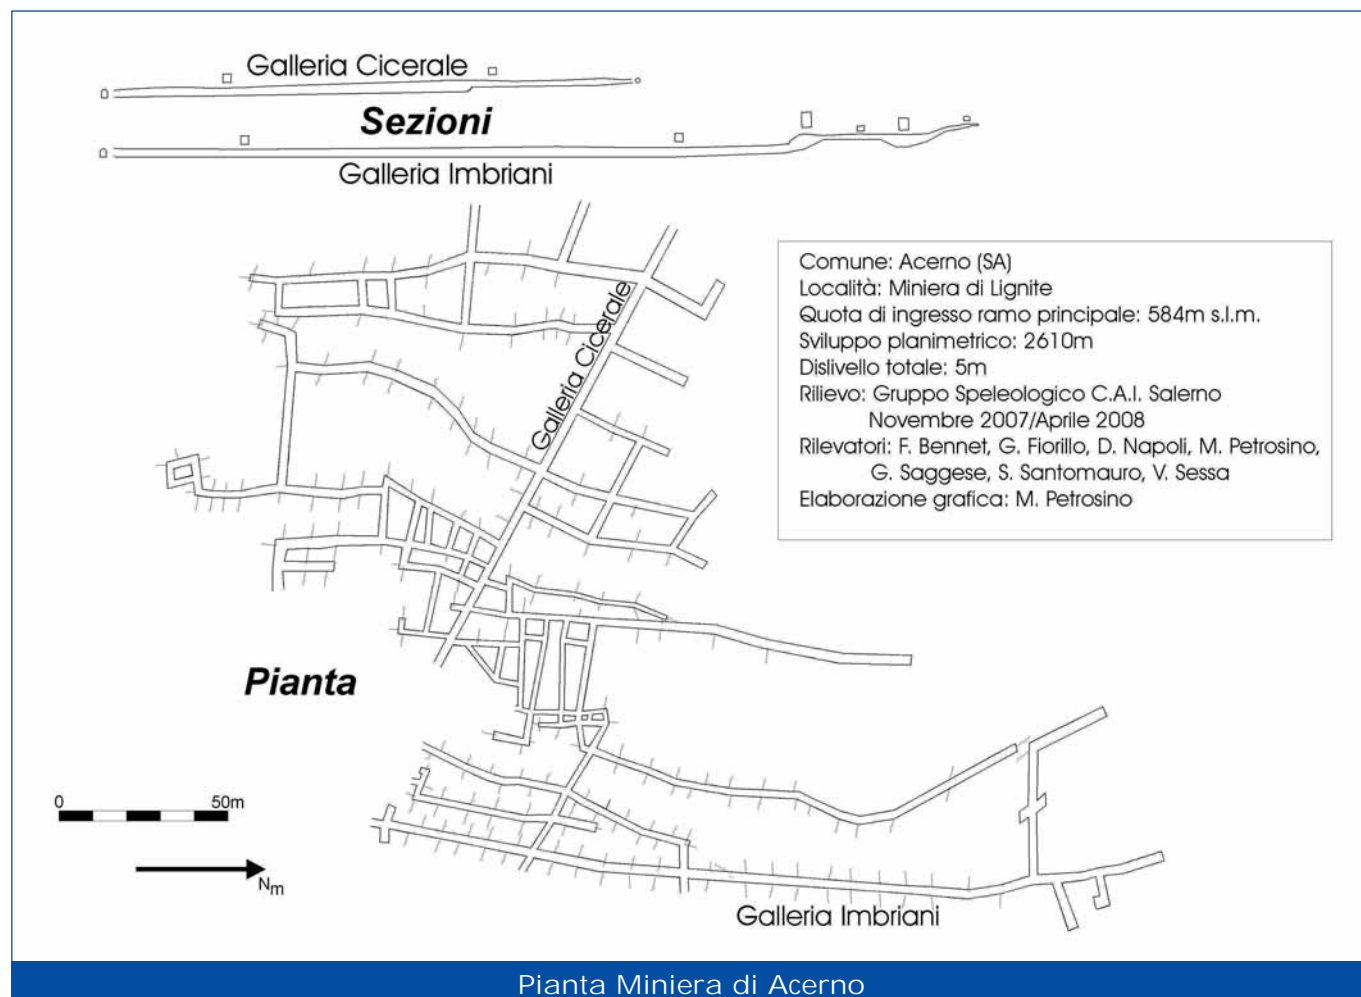 Galleria Cicerale
Sezioni
Galleria Imbriani
Galleria Cicerale
Comune: Acerno (SA)
Località: Miniera di Lignite
Quota di ingresso ramo principale: 584m s.l.m.
Sviluppo planimetrico: 2610m
Dislivello totale: 5m
Rilievo: Gruppo Speleologico C.A.I. Salerno
Novembre 2007/Aprile 2008
Rilevatori: F. Bennet, G. Fiorillo, D. Napoli, M. Petrosino,
G. Saggese, S. Santomauro, V. Sessa
Elaborazione grafica: M. Petrosino
Pianta
0 50m
Nm
Galleria Imbriani
Pianta Miniera di Acerno